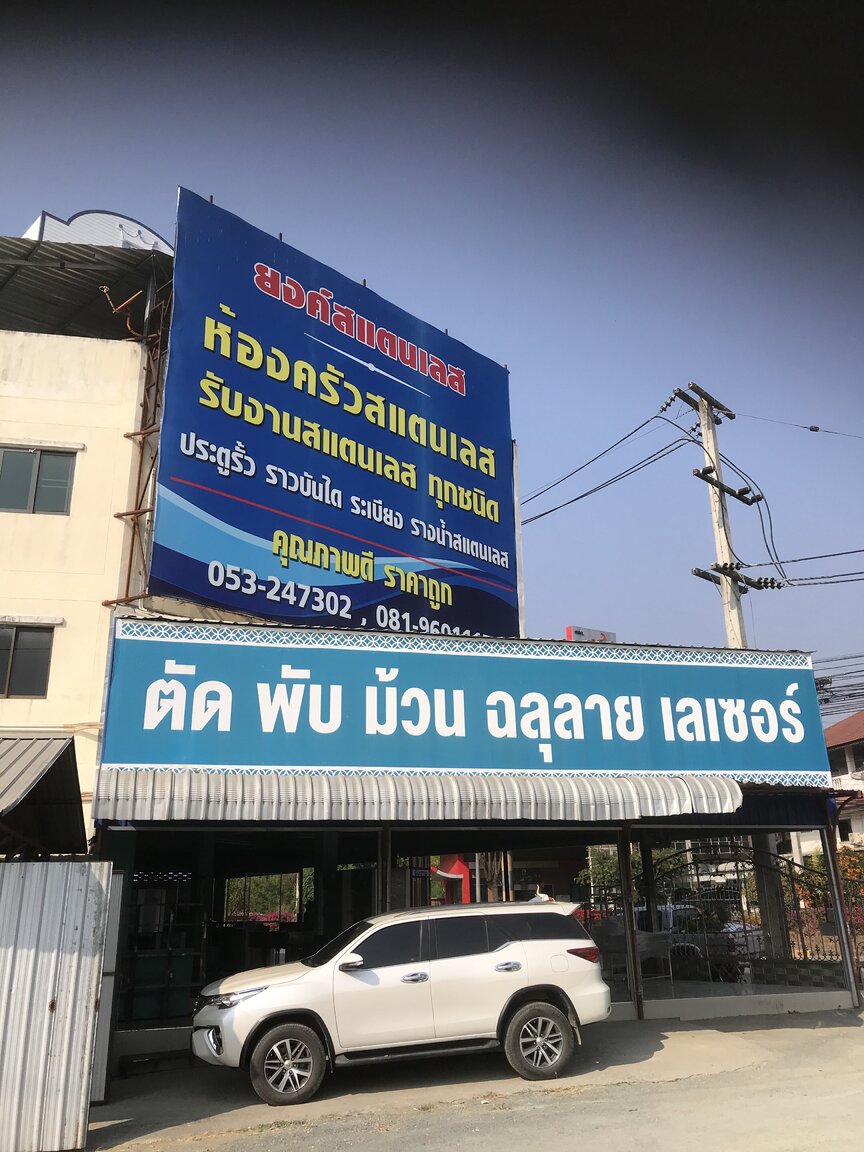 ยงค์สแตนเลส
ห้องครัวสแตนเลส
รับงานสแตนเลส ทุกชนิด
ประตูรั้ว ราวบันได ระเบียง รางน้ำสแตนเลส
คุณภาพดี ราคาถูก
053-247302 ,
ตัด พับ ม้วน ฉลุลาย เลเซอร์